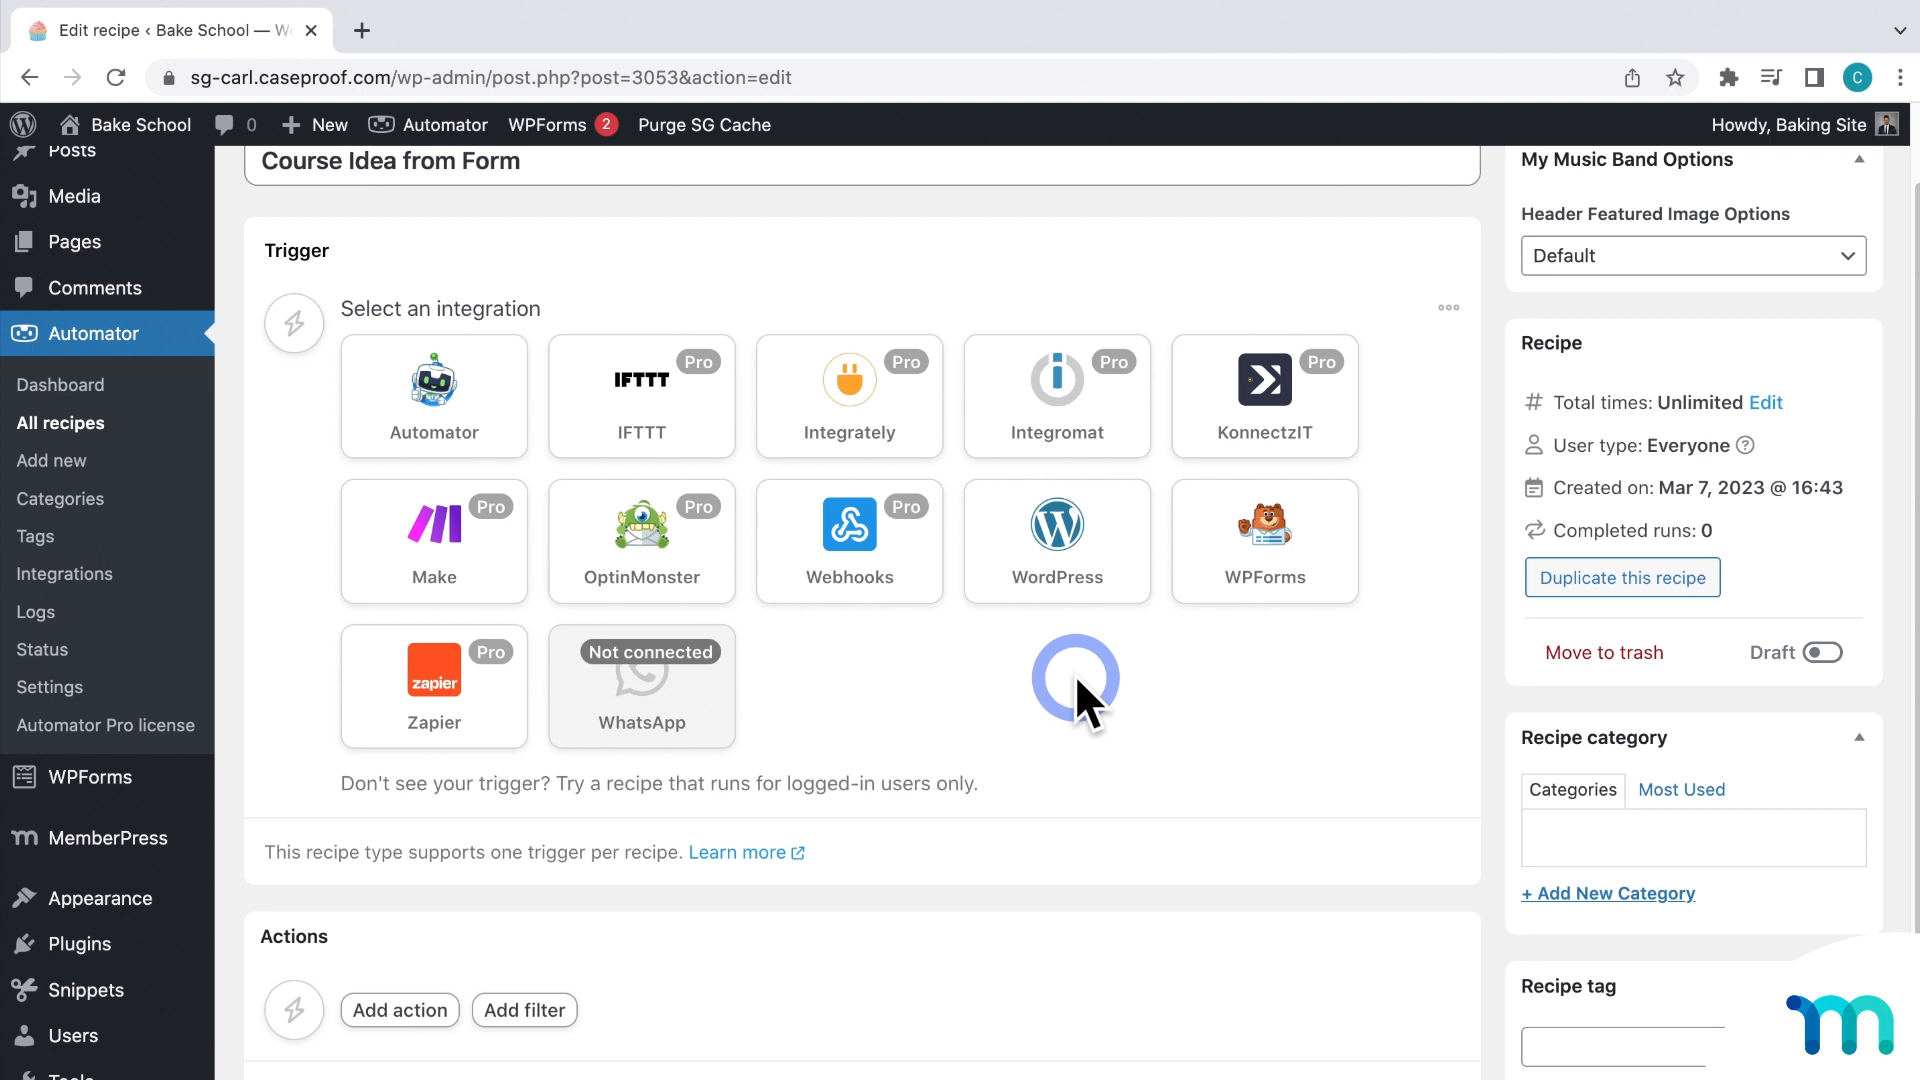 Edit recipe ‹ Bake School — W
sg-carl.caseproof.com/wp-admin/post.php?post=3053&action=edit
C
Bake School 0 New Automator WPForms 2 Purge SG Cache Howdy, Baking Site
Posts
Media
Pages
Comments
Automator
Dashboard
All recipes
Add new
Categories
Tags
Integrations
Logs
Status
Settings
Automator Pro license
WPForms
MemberPress
Appearance
Plugins
Snippets
Users
Tools
Course Idea from Form
Trigger
Select an integration
Automator
Pro
IFTTT
IFTTT
Pro
Integrately
Pro
Integromat
Pro
KonnectzIT
Pro
Make
Pro
OptinMonster
Pro
Webhooks
WordPress
WPForms
Pro
zapier
Zapier
Not connected
WhatsApp
Don't see your trigger? Try a recipe that runs for logged-in users only.
This recipe type supports one trigger per recipe. Learn more
Actions
Add action Add filter
My Music Band Options
Header Featured Image Options
Default
Recipe
Total times: Unlimited Edit
User type: Everyone
Created on: Mar 7, 2023 @ 16:43
Completed runs: 0
Duplicate this recipe
Move to trash Draft
Recipe category
Categories Most Used
+ Add New Category
Recipe tag